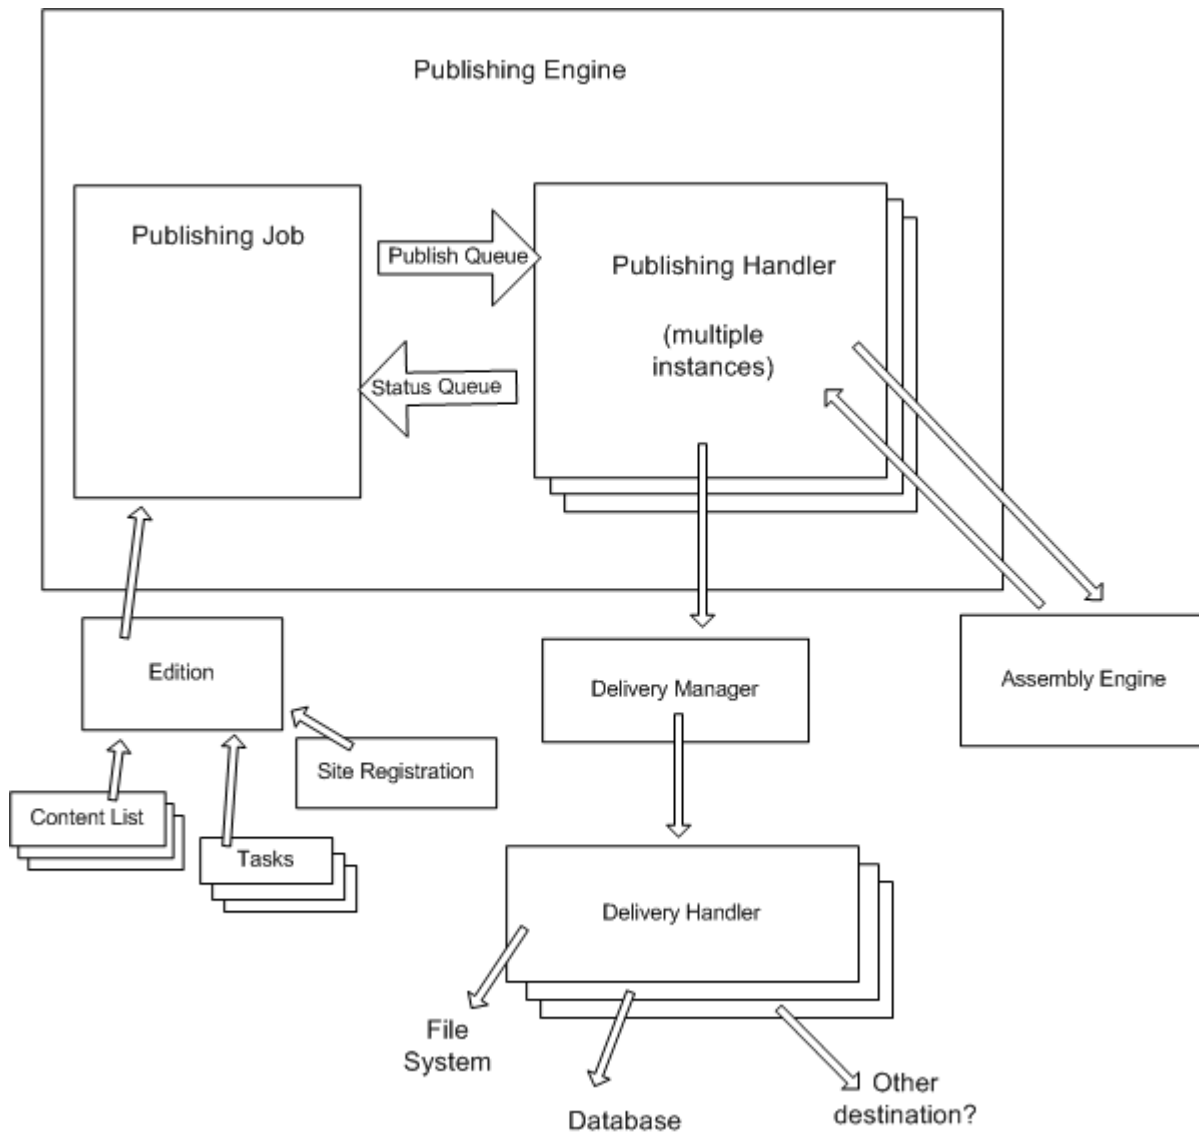 Publishing Engine
Publishing Job
Publish Queue
Publishing Handler
(multiple
instances)
Status Queue
Edition
Delivery Manager
Assembly Engine
Site Registration
Content List
Tasks
Delivery Handler
File
System
Database
Other
destination?